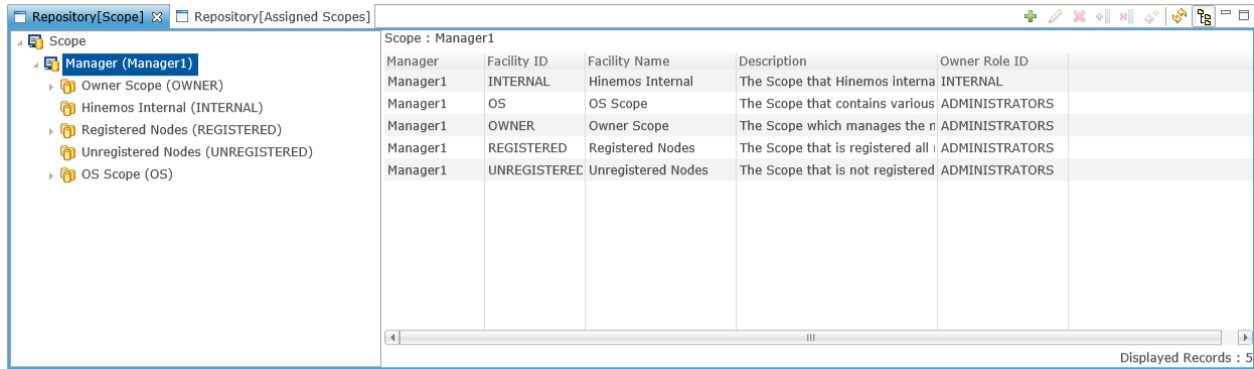 Repository[Scope] Repository[Assigned Scopes]
Scope
Manager (Manager1)
Owner Scope (OWNER)
Hinemos Internal (INTERNAL)
Registered Nodes (REGISTERED)
Unregistered Nodes (UNREGISTERED)
OS Scope (OS)
Scope : Manager1
Manager Facility ID Facility Name Description Owner Role ID
Manager1 INTERNAL Hinemos Internal The Scope that Hinemos interna INTERNAL
Manager1 OS OS Scope The Scope that contains various ADMINISTRATORS
Manager1 OWNER Owner Scope The Scope which manages the n ADMINISTRATORS
Manager1 REGISTERED Registered Nodes The Scope that is registered all ADMINISTRATORS
Manager1 UNREGISTERED Unregistered Nodes The Scope that is not registered ADMINISTRATORS
Displayed Records : 5